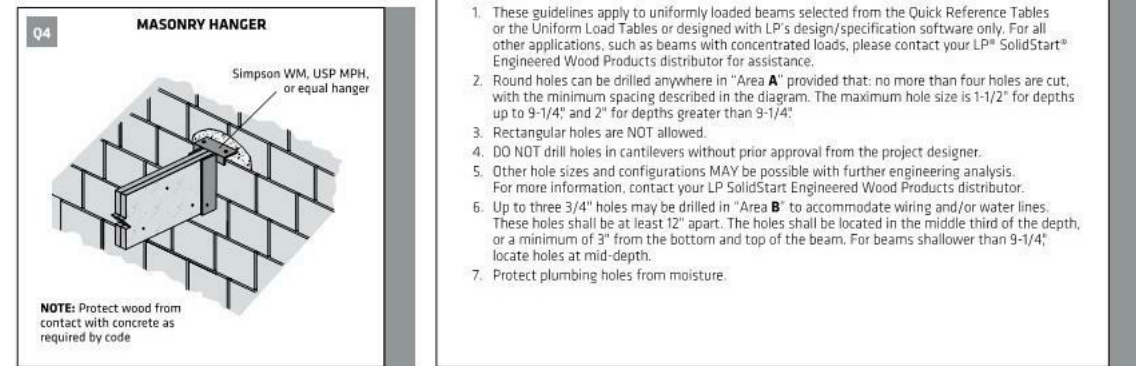 Q4
MASONRY HANGER
Simpson WM, USP MPH,
or equal hanger
NOTE: Protect wood from
contact with concrete as
required by code
1. These guidelines apply to uniformly loaded beams selected from the Quick Reference Tables
or the Uniform Load Tables or designed with LP's design/specification software only. For all
other applications, such as beams with concentrated loads, please contact your LP® SolidStart®
Engineered Wood Products distributor for assistance.
2. Round holes can be drilled anywhere in "Area A" provided that: no more than four holes are cut,
with the minimum spacing described in the diagram. The maximum hole size is 1-1/2" for depths
up to 9-1/4," and 2" for depths greater than 9-1/4."
3. Rectangular holes are NOT allowed.
4. DO NOT drill holes in cantilevers without prior approval from the project designer.
5. Other hole sizes and configurations MAY be possible with further engineering analysis.
For more information, contact your LP SolidStart Engineered Wood Products distributor.
6. Up to three 3/4" holes may be drilled in "Area B" to accommodate wiring and/or water lines.
These holes shall be at least 12" apart. The holes shall be located in the middle third of the depth,
or a minimum of 3" from the bottom and top of the beam. For beams shallower than 9-1/4,"
locate holes at mid-depth.
7. Protect plumbing holes from moisture.